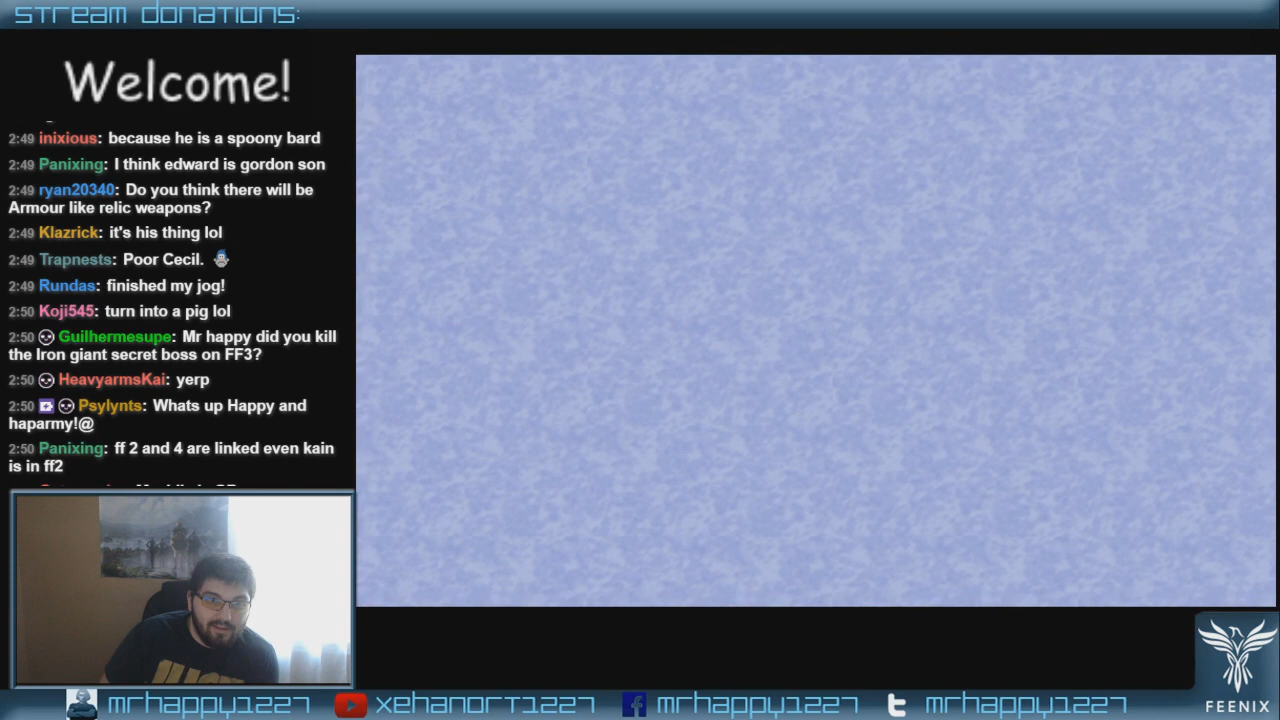 STREAM DONATIONS:
Welcome!
2:49 inixious: because he is a spoony bard
2:49 Panixing: I think edward is gordon son
2:49 ryan20340: Do you think there will be
Armour like relic weapons?
2:49 Klazrick: it's his thing lol
2:49 Trapnests: Poor Cecil.
2:49 Rundas: finished my jog!
2:50 Koji545: turn into a pig lol
2:50 Guilhermesupe: Mr happy did you kill
the Iron giant secret boss on FF3?
2:50 HeavyarmsKai: yerp
2:50 Psylynts: Whats up Happy and
haparmy!@
2:50 Panixing: ff 2 and 4 are linked even kain
is in ff2
mrhappy1227 xehanort1227 mrhappy1227 mrhappy1227
FEENIX